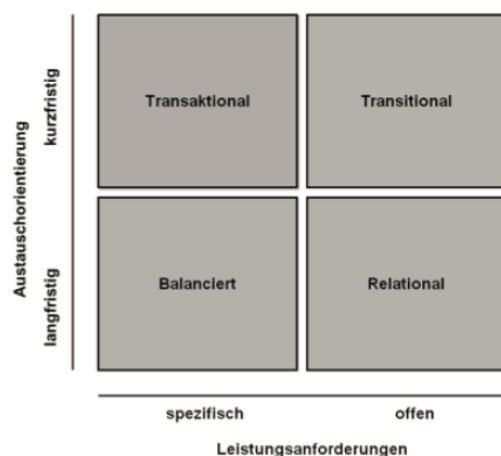 Austauschorientierung
kurzfristig
langfristig
Transaktional
Transitional
Balanciert
Relational
spezifisch
offen
Leistungsanforderungen